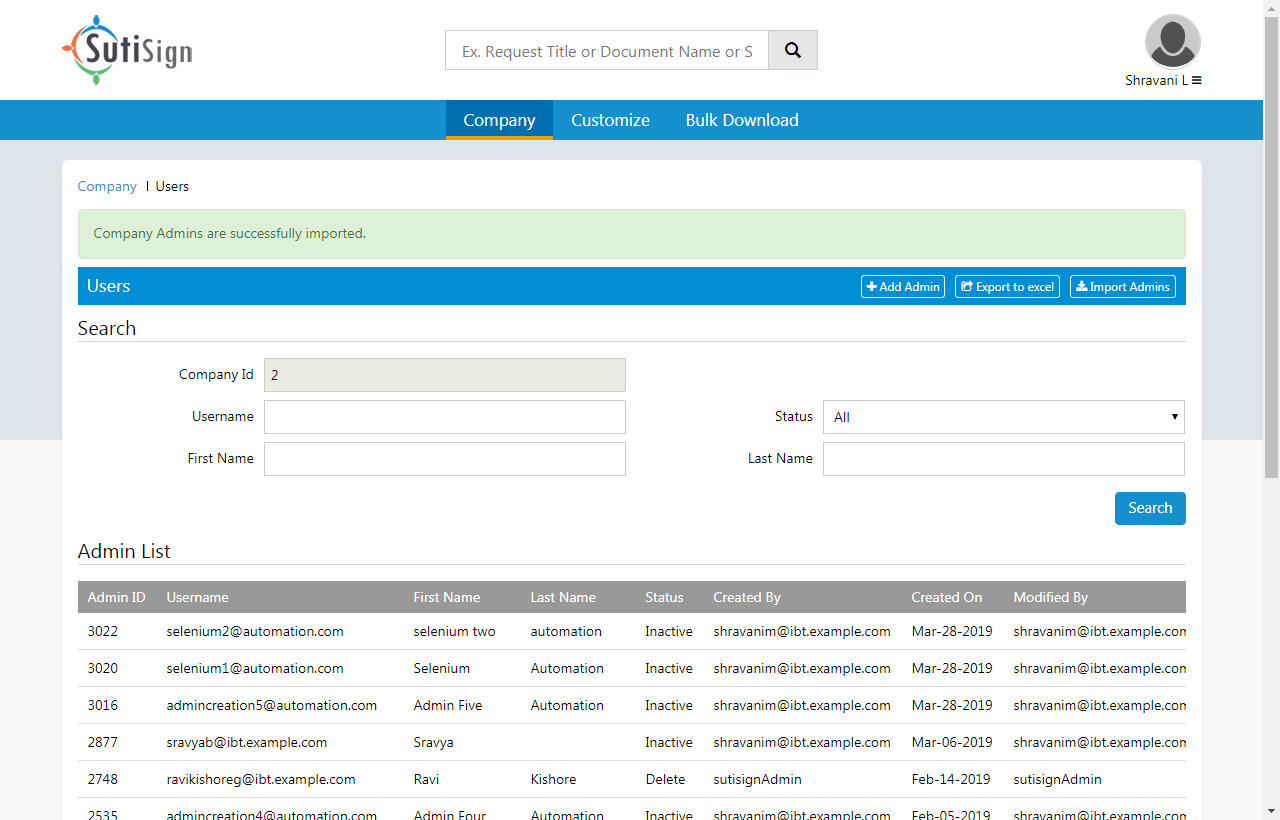 SutiSign
Ex. Request Title or Document Name or S
Shravani L
Company Customize Bulk Download
Company | Users
Company Admins are successfully imported.
Users Add Admin Export to excel Import Admins
Search
Company Id 2
Username Status All
First Name Last Name
Search
Admin List
Admin ID Username First Name Last Name Status Created By Created On Modified By
3022 selenium2@automation.com selenium two automation Inactive shravanim@ibt.example.com Mar-28-2019 shravanim@ibt.example.com
3020 selenium1@automation.com Selenium Automation Inactive shravanim@ibt.example.com Mar-28-2019 shravanim@ibt.example.com
3016 admincreation5@automation.com Admin Five Automation Inactive shravanim@ibt.example.com Mar-28-2019 shravanim@ibt.example.com
2877 sravyab@ibt.example.com Sravya Inactive shravanim@ibt.example.com Mar-06-2019 shravanim@ibt.example.com
2748 ravikishoreg@ibt.example.com Ravi Kishore Delete sutisignAdmin Feb-14-2019 sutisignAdmin
2535 admincreation4@automation.com Admin Four Automation Inactive shravanim@ibt.example.com Feb-05-2019 shravanim@ibt.example.com